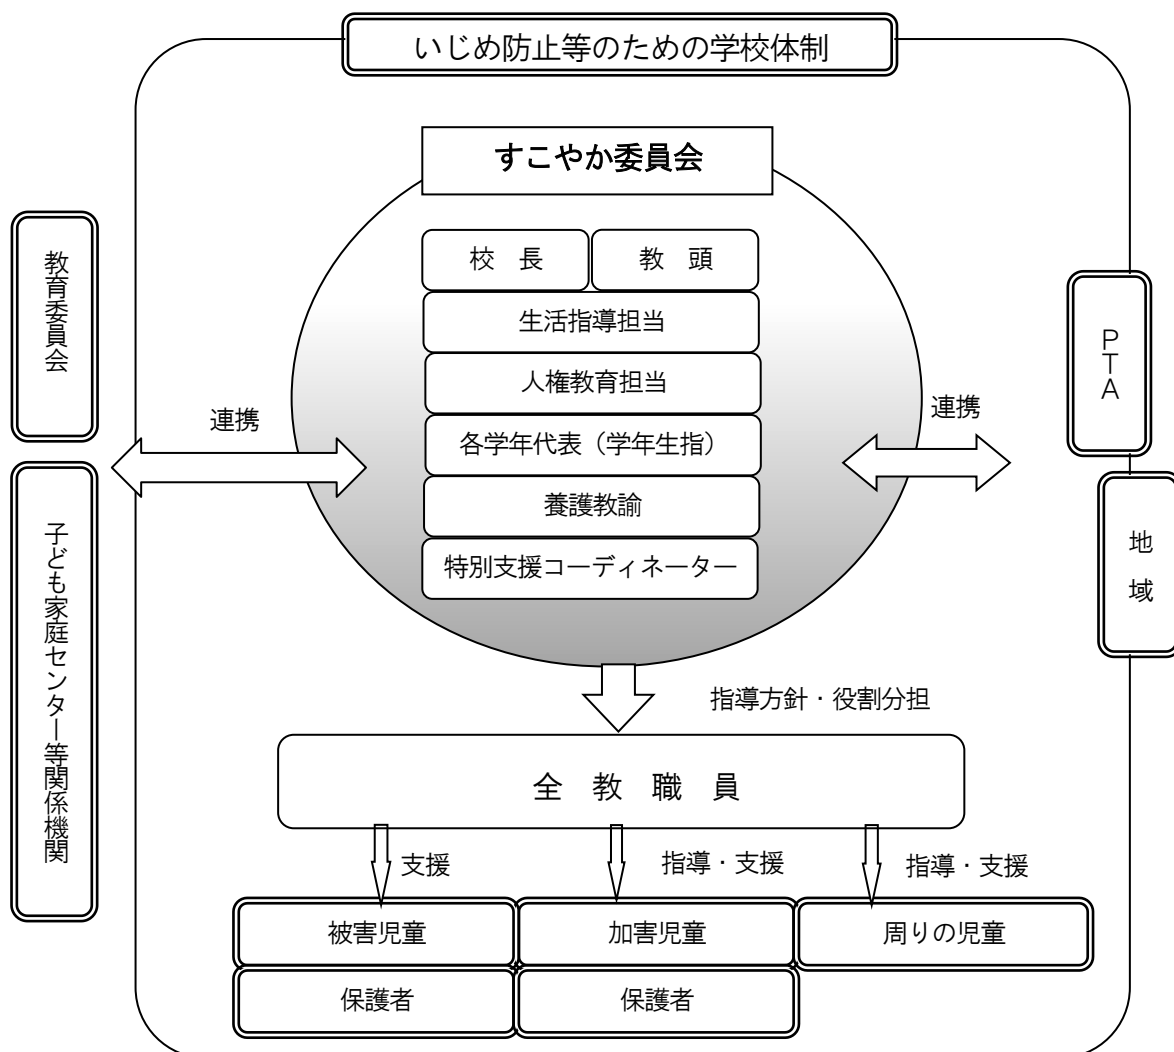 いじめ防止等のための学校体制
すこやか委員会
校　長
教　頭
生活指導担当
人権教育担当
各学年代表（学年生指）
養護教諭
特別支援コーディネーター
教育委員会
子ども家庭センター等関係機関
連携
連携
ＰＴＡ
地　域
指導方針・役割分担
全　教　職　員
支援
指導・支援
指導・支援
被害児童
加害児童
周りの児童
保護者
保護者